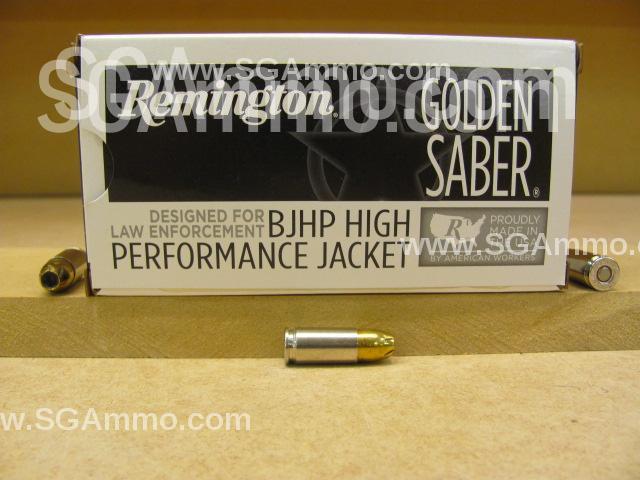 SGAmmo.com
www.SGAmmo.com
Remington®
GOLDEN
SABER®
DESIGNED FOR
LAW ENFORCEMENT
BJHP HIGH
PERFORMANCE JACKET
R
PROUDLY
MADE IN
BY AMERICAN WORKERS
www.SGAmmo.com
www.SGAmmo.com